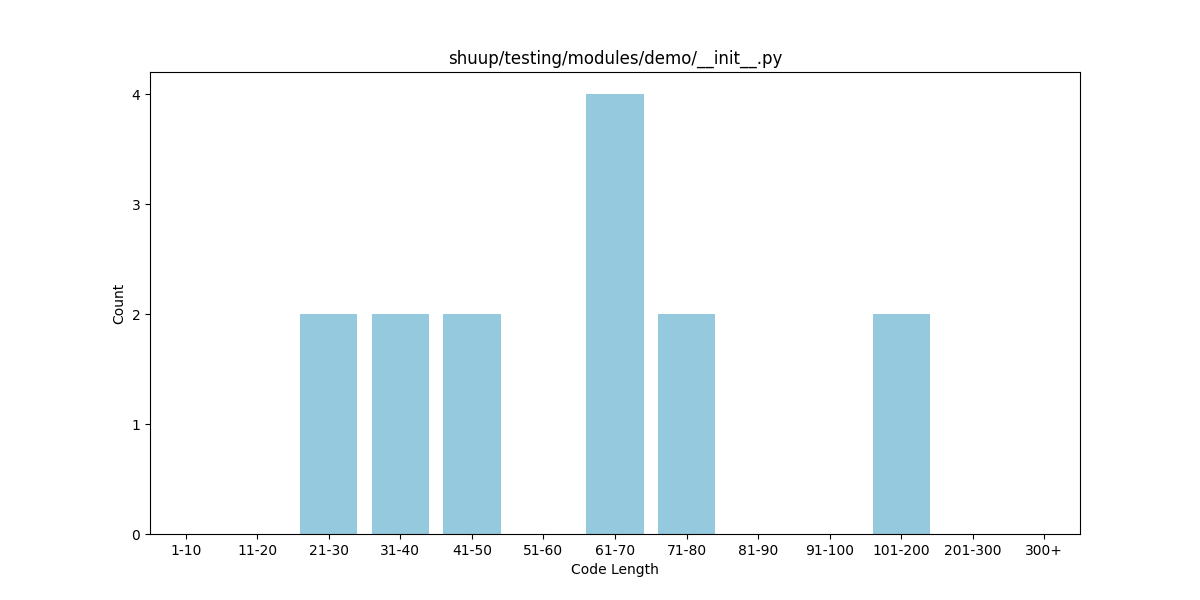 shuup/testing/modules/demo/__init__.py
Count
4
3
2
1
0
1-10 11-20 21-30 31-40 41-50 51-60 61-70 71-80 81-90 91-100 101-200 201-300 300+
Code Length